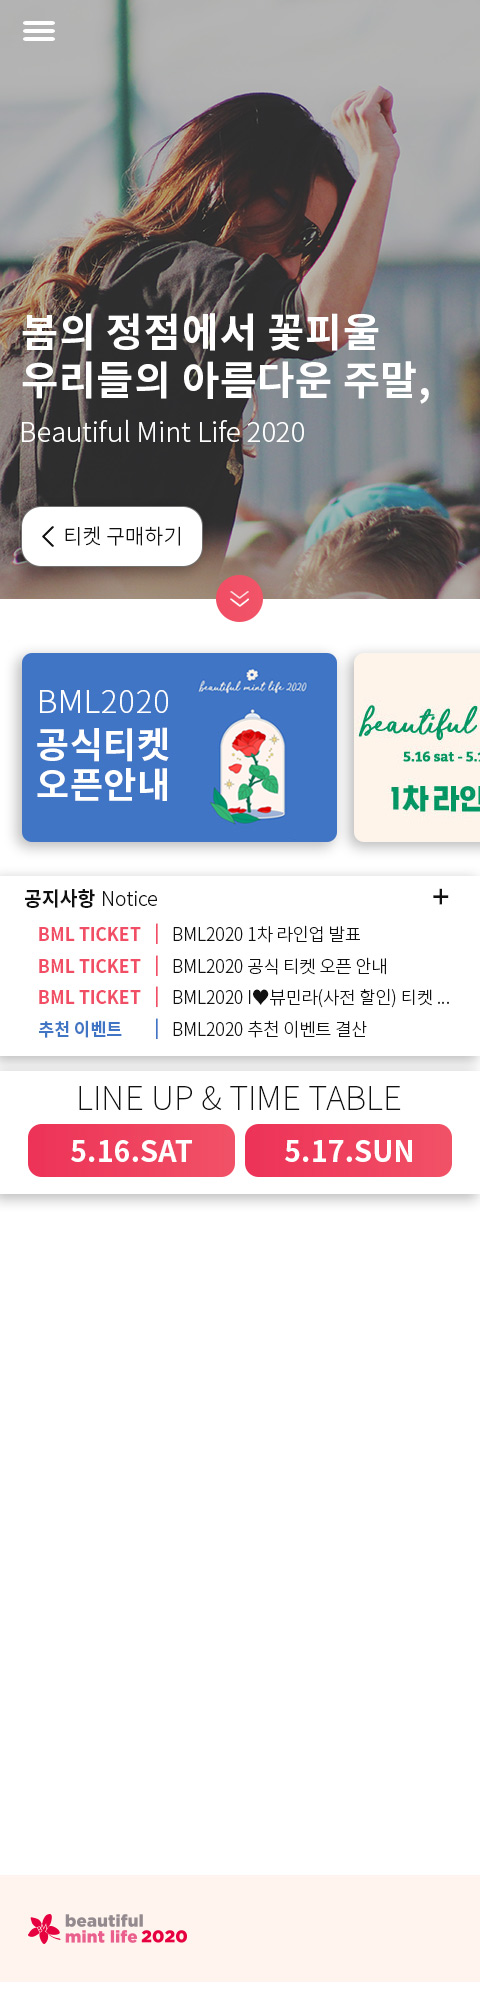 봄의 정점에서 꽃피울
우리들의 아름다운 주말,
Beautiful Mint Life 2020
티켓 구매하기
BML2020
공식티켓
오픈안내
beautiful mint life 2020
beautiful
5.16 sat - 5.1
1차 라인
공지사항 Notice
BML TICKET | BML2020 1차 라인업 발표
BML TICKET | BML2020 공식 티켓 오픈 안내
BML TICKET | BML2020 I♥뷰민라(사전 할인) 티켓 ...
추천 이벤트 | BML2020 추천 이벤트 결산
LINE UP & TIME TABLE
5.16.SAT
5.17.SUN
beautiful
mint life 2020